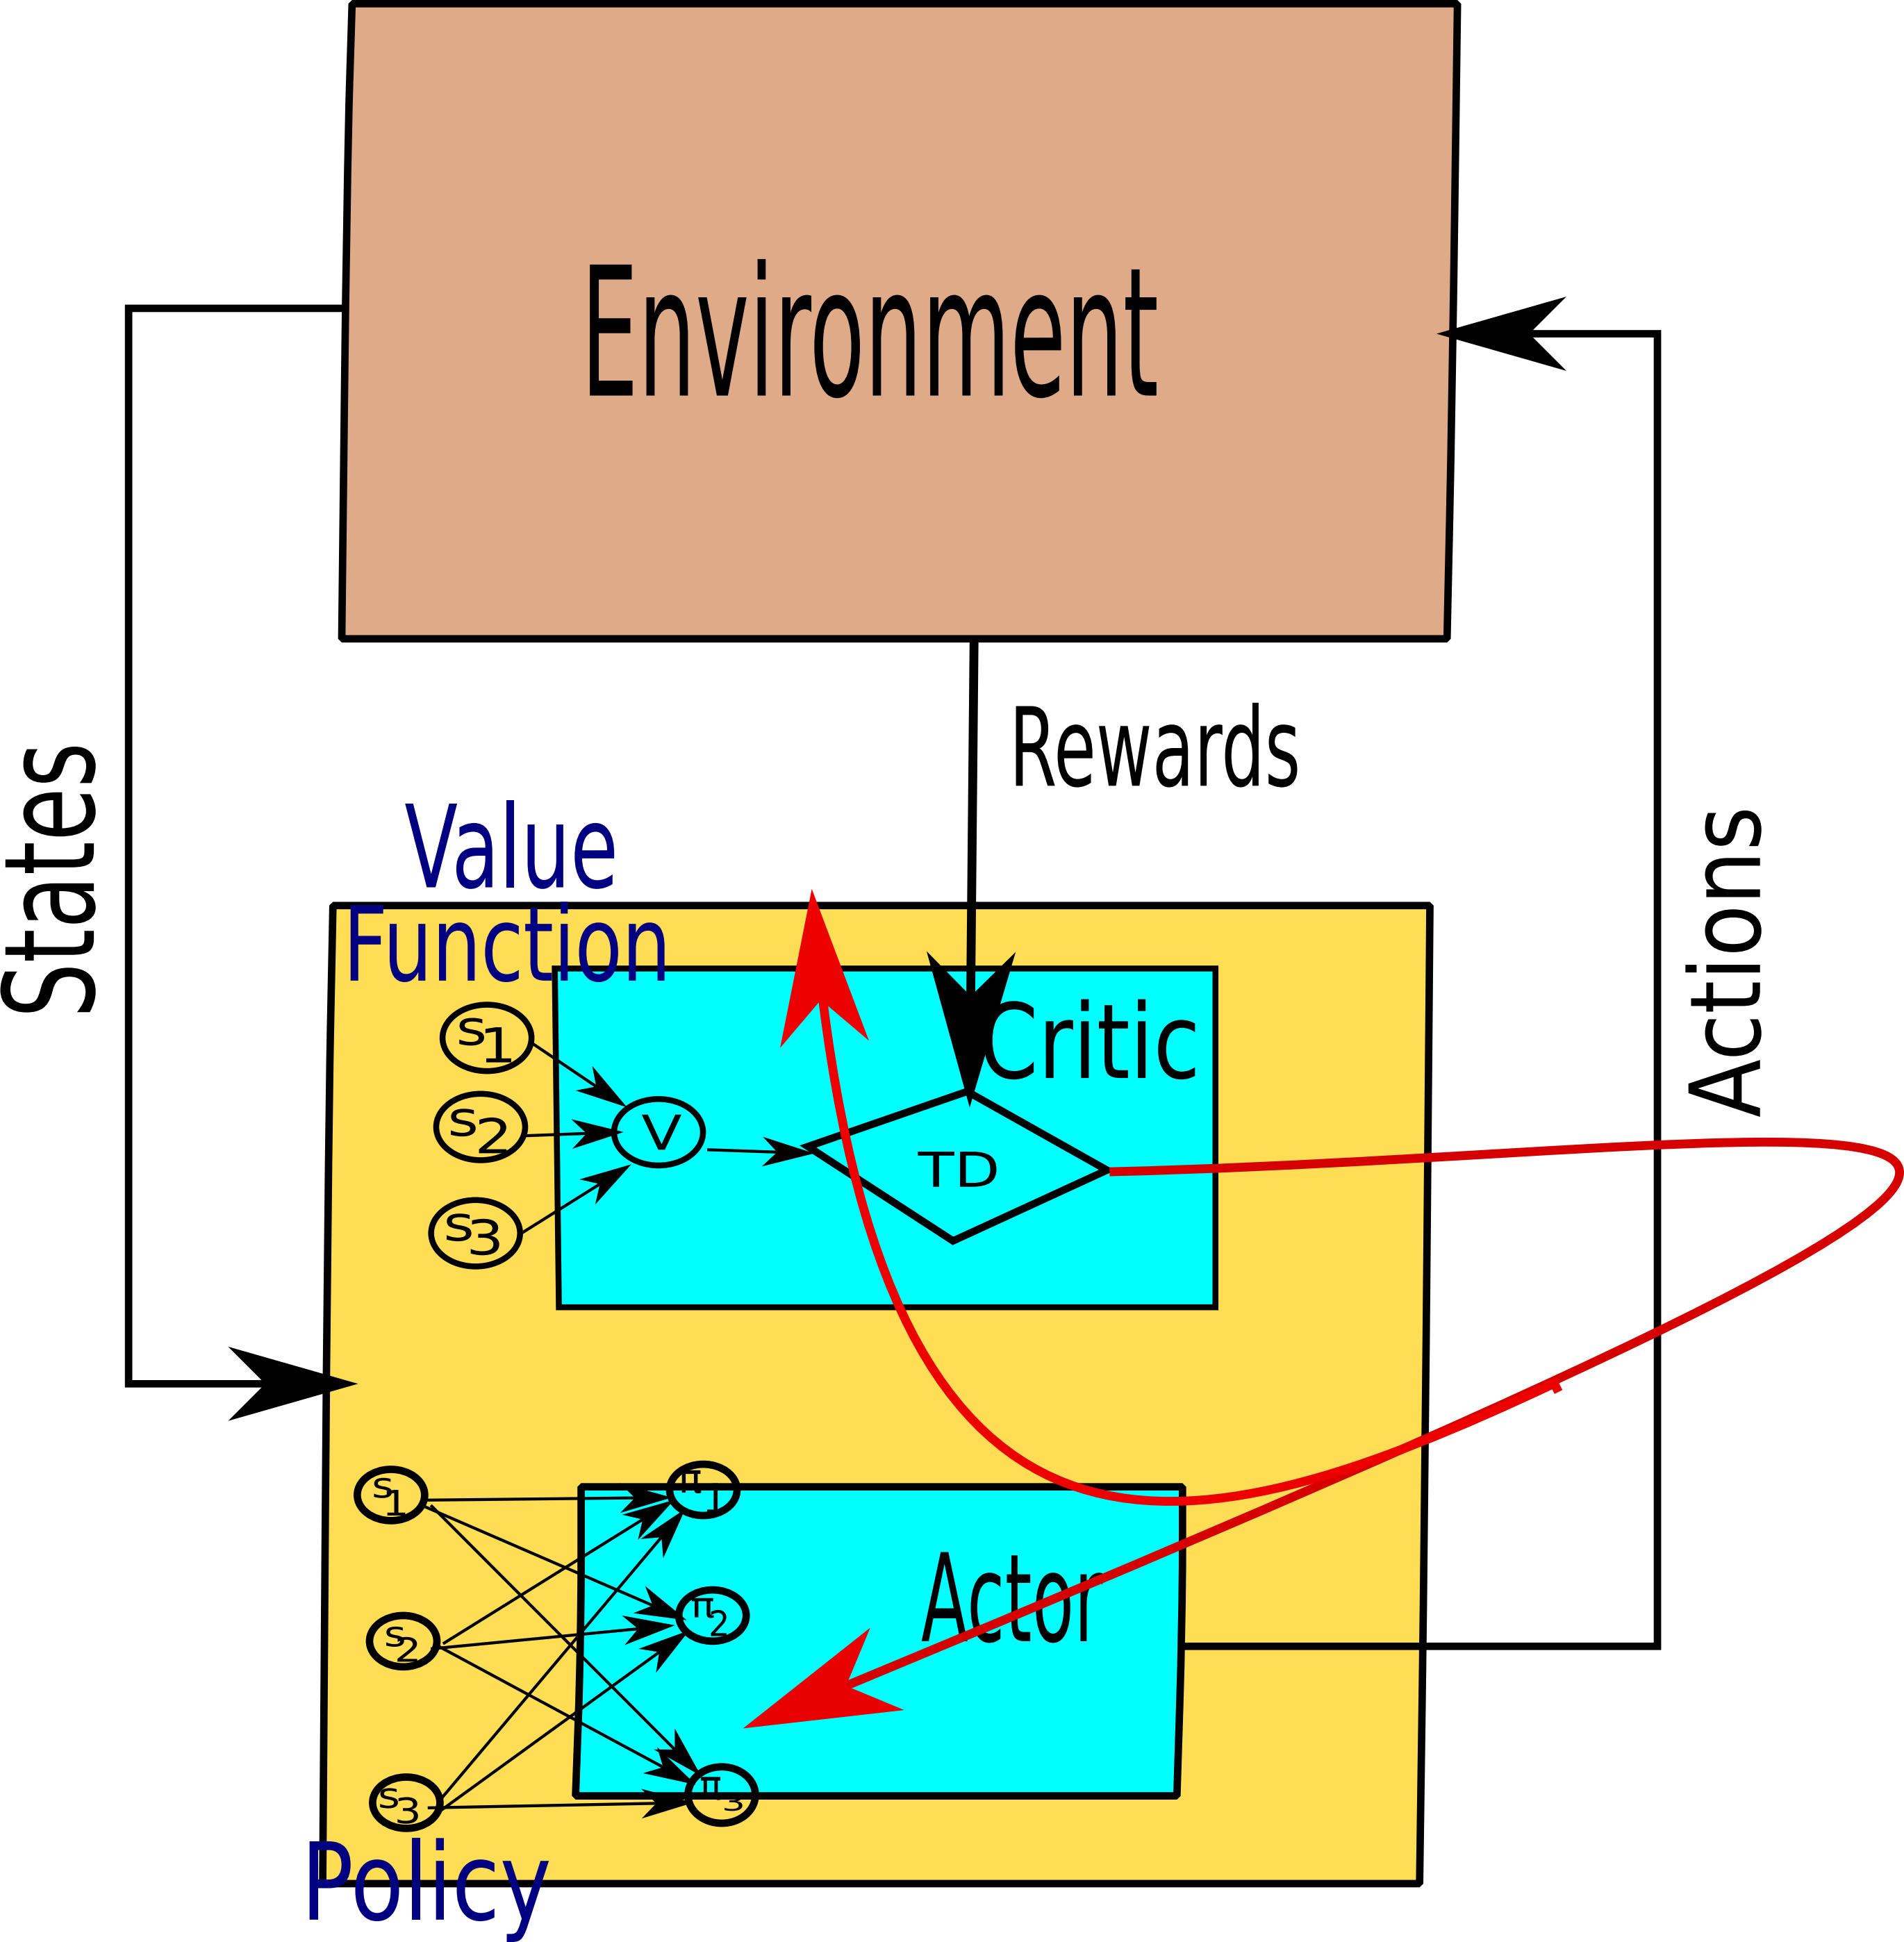 Environment
States
Rewards
Actions
Value
Function
Critic
S1
S2
S3
V
TD
S1
S2
S3
π1
π2
π3
Actor
Policy